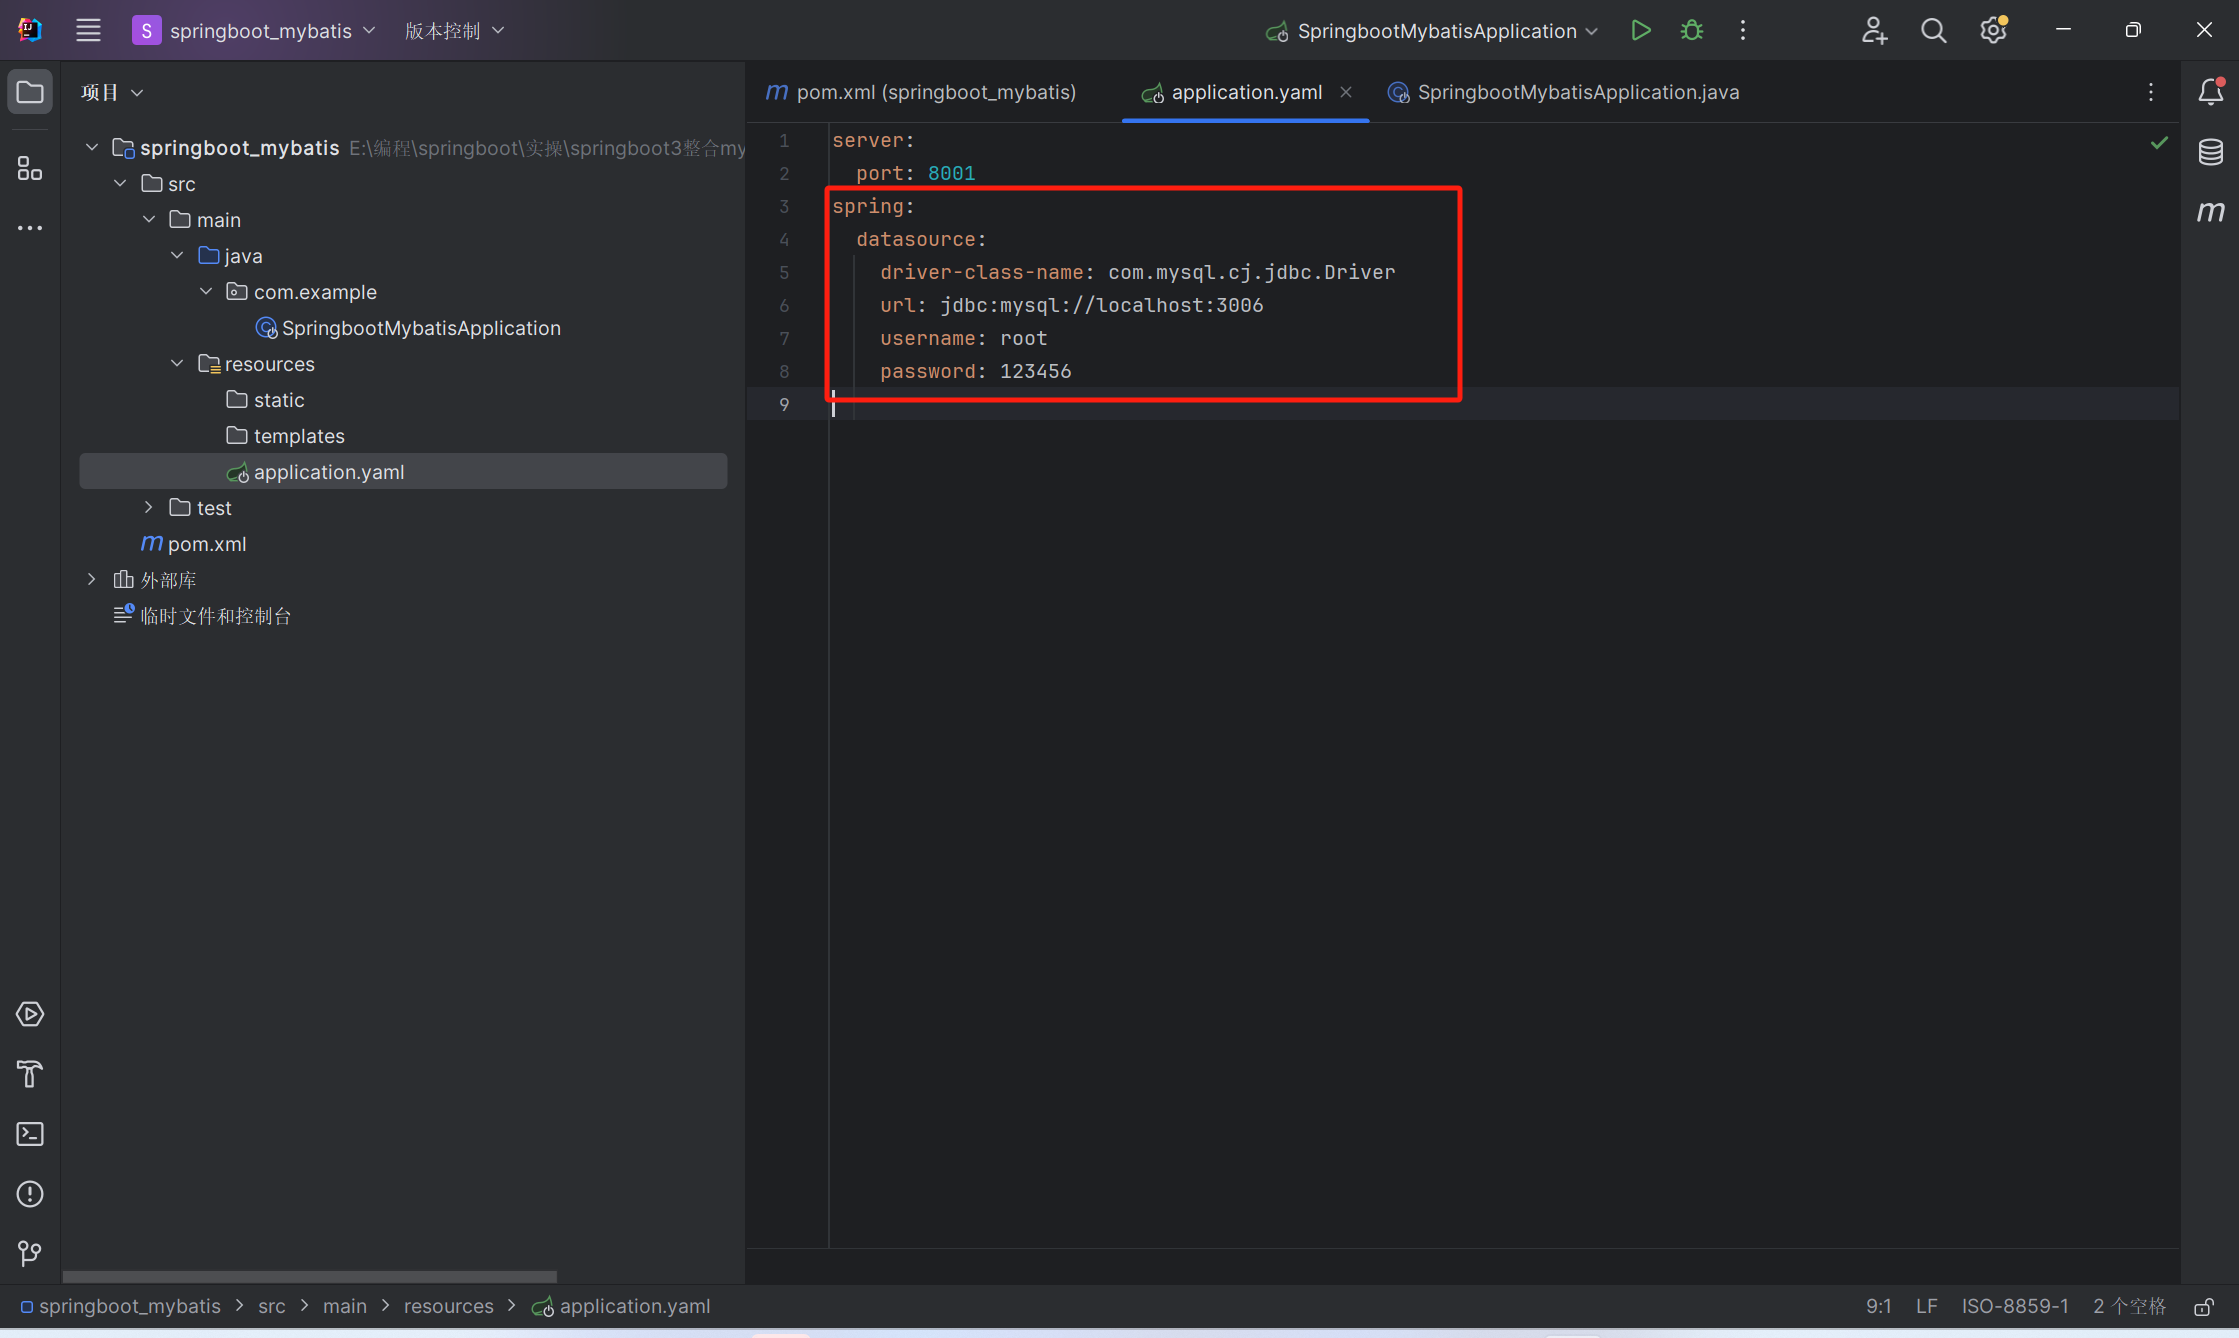 springboot_mybatis
版本控制
SpringbootMybatisApplication
项目
springboot_mybatis E:\编程\springboot\实操\springboot3整合my
src
main
java
com.example
SpringbootMybatisApplication
resources
static
templates
application.yaml
test
pom.xml
外部库
临时文件和控制台
pom.xml (springboot_mybatis)
application.yaml
SpringbootMybatisApplication.java
1 server:
2 port: 8001
3 spring:
4 datasource:
5 driver-class-name: com.mysql.cj.jdbc.Driver
6 url: jdbc:mysql://localhost:3006
7 username: root
8 password: 123456
9
springboot_mybatis > src > main > resources > application.yaml
9:1 LF ISO-8859-1 2 个空格